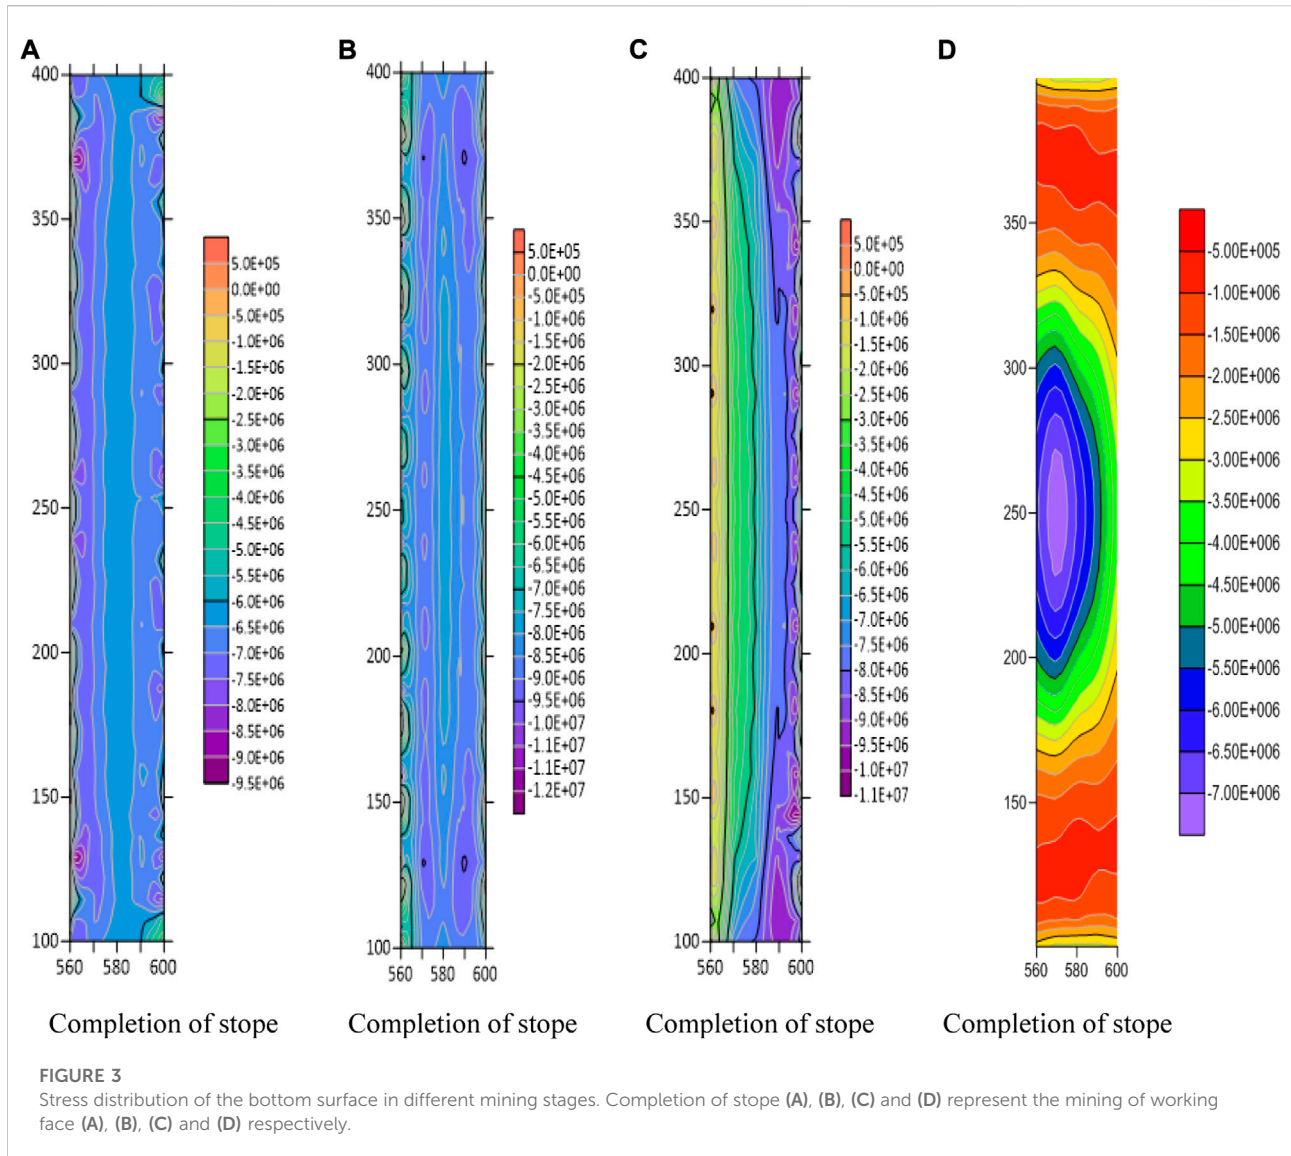 A
B
C
D
400
350
300
250
200
150
100
560
580
600
5.0E+05
0.0E+00
-5.0E+05
-1.0E+06
-1.5E+06
-2.0E+06
-2.5E+06
-3.0E+06
-3.5E+06
-4.0E+06
-4.5E+06
-5.0E+06
-5.5E+06
-6.0E+06
-6.5E+06
-7.0E+06
-7.5E+06
-8.0E+06
-8.5E+06
-9.0E+06
-9.5E+06
400
350
300
250
200
150
100
560
580
600
5.0E+05
0.0E+00
-5.0E+05
-1.0E+06
-1.5E+06
-2.0E+06
-2.5E+06
-3.0E+06
-3.5E+06
-4.0E+06
-4.5E+06
-5.0E+06
-5.5E+06
-6.0E+06
-6.5E+06
-7.0E+06
-7.5E+06
-8.0E+06
-8.5E+06
-9.0E+06
-9.5E+06
-1.0E+07
-1.1E+07
-1.1E+07
-1.2E+07
400
350
300
250
200
150
100
560
580
600
5.0E+05
0.0E+00
-5.0E+05
-1.0E+06
-1.5E+06
-2.0E+06
-2.5E+06
-3.0E+06
-3.5E+06
-4.0E+06
-4.5E+06
-5.0E+06
-5.5E+06
-6.0E+06
-6.5E+06
-7.0E+06
-7.5E+06
-8.0E+06
-8.5E+06
-9.0E+06
-9.5E+06
-1.0E+07
-1.1E+07
350
300
250
200
150
560
580
600
-5.00E+005
-1.00E+006
-1.50E+006
-2.00E+006
-2.50E+006
-3.00E+006
-3.50E+006
-4.00E+006
-4.50E+006
-5.00E+006
-5.50E+006
-6.00E+006
-6.50E+006
-7.00E+006
Completion of stope
Completion of stope
Completion of stope
Completion of stope
FIGURE 3
Stress distribution of the bottom surface in different mining stages. Completion of stope (A), (B), (C) and (D) represent the mining of working
face (A), (B), (C) and (D) respectively.